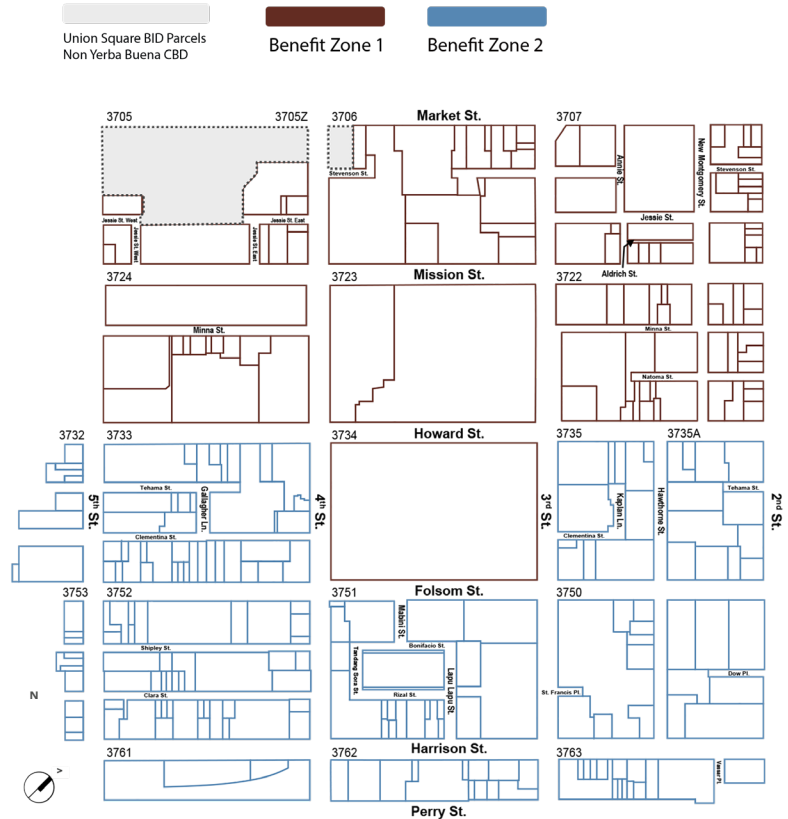 Union Square BID Parcels
Non Yerba Buena CBD
Benefit Zone 1
Benefit Zone 2
3705
3705Z
3706
Market St.
3707
Stevenson St.
Annie St.
New Montgomery St.
Stevenson St.
Jessie St. West
Jessie St. West
Jessie St. East
Jessie St. East
Jessie St.
Aldrich St.
3724
3723
Mission St.
3722
Minna St.
Minna St.
Natoma St.
3732
3733
3734
Howard St.
3735
3735A
5th St.
Tehama St.
Gallagher Ln.
4th St.
3rd St.
Kaplan Ln.
Hawthorne St.
Tehama St.
2nd St.
Clementina St.
Clementina St.
3753
3752
3751
Folsom St.
3750
Mabini St.
Shipley St.
Bonifacio St.
Tandang Sora St.
Lapu Lapu St.
Dow Pl.
N
Clara St.
Rizal St.
St. Francis Pl.
3761
3762
Harrison St.
3763
Vassar Pl.
Perry St.